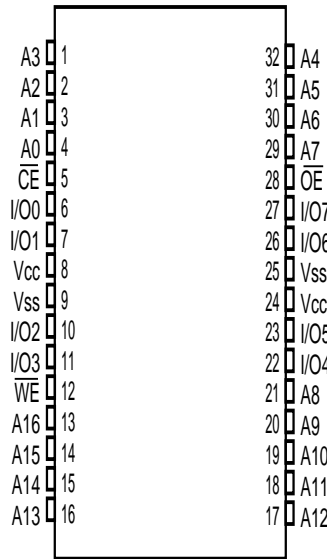 A3 1 32 A4
A2 2 31 A5
A1 3 30 A6
A0 4 29 A7
C̅E̅ 5 28 O̅E̅
I/O0 6 27 I/O7
I/O1 7 26 I/O6
Vcc 8 25 Vss
Vss 9 24 Vcc
I/O2 10 23 I/O5
I/O3 11 22 I/O4
W̅E̅ 12 21 A8
A16 13 20 A9
A15 14 19 A10
A14 15 18 A11
A13 16 17 A12